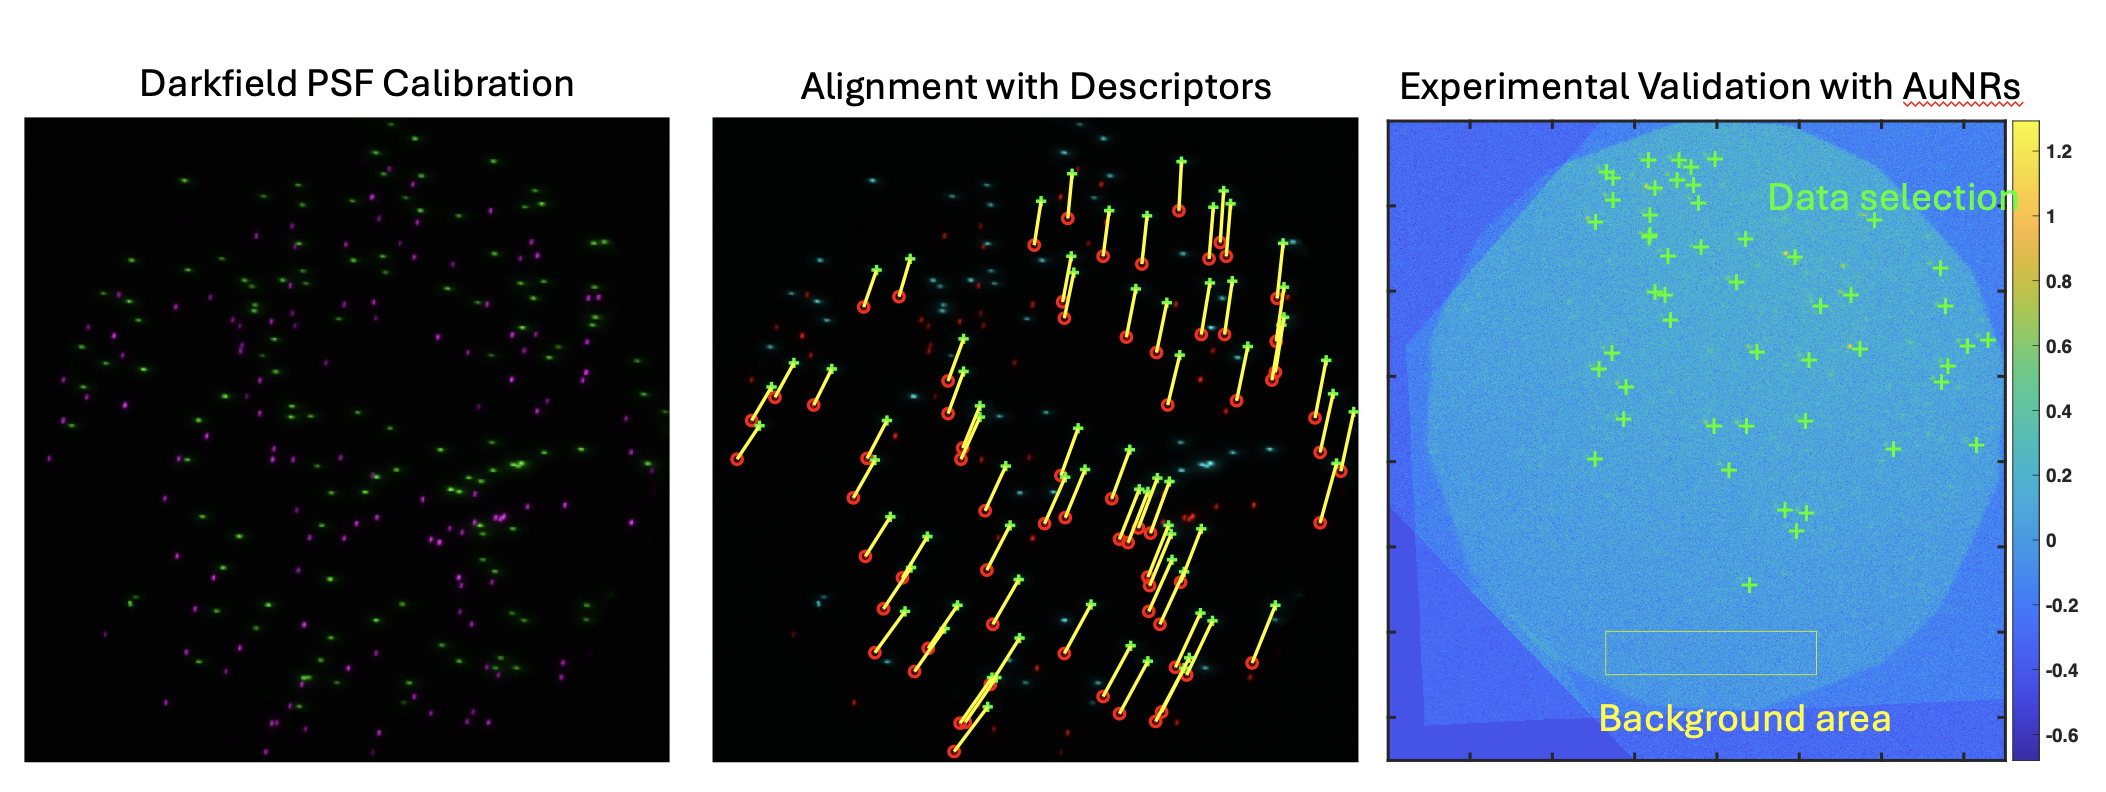 Darkfield PSF Calibration
Alignment with Descriptors
Experimental Validation with AuNRs
Data selection
Background area
1.2
1
0.8
0.6
0.4
0.2
0
-0.2
-0.4
-0.6